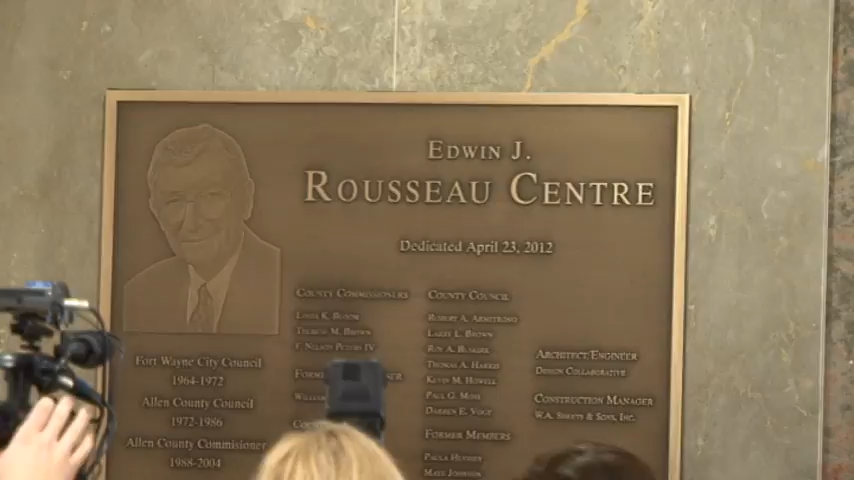 EDWIN J.
ROUSSEAU CENTRE
Dedicated April 23, 2012
Fort Wayne City Council
1964-1972
Allen County Council
1972-1986
Allen County Commissioner
1988-2004
COUNTY COMMISSIONERS
LINDA K. BLOOM
THERESE M. BROWN
F. NELSON PETERS IV
WILLIAM
COUNTY COUNCIL
ROBERT A. ARMSTRONG
LARRY L. BROWN
ROY A. BUSKIRK
THOMAS A. HARRIS
KEVIN M. HOWELL
PAUL G. MOSS
DARREN E. VOGT
FORMER MEMBERS
PAULA HUGHES
MAYE JOHNSON
ARCHITECT/ENGINEER
DESIGN COLLABORATIVE
CONSTRUCTION MANAGER
W.A. SHEETS & SONS, INC.